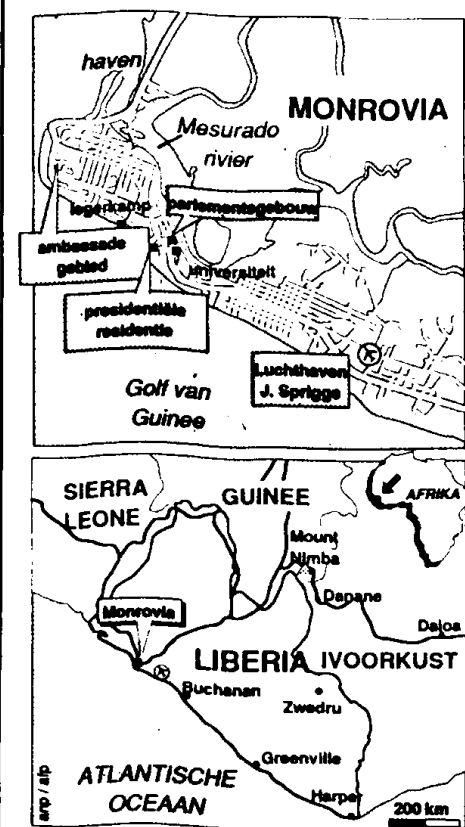 haven
MONROVIA
Mesurado
rivier
legerkamp
parlementsgebouw
ambassade
gebied
universiteit
presidentiële
residentie
Luchthaven
J. Spriggs
Golf van
Guinee
SIERRA
LEONE
GUINEE
AFRIKA
Mount
Nimba
Danane
Monrovia
Daloa
LIBERIA
IVOORKUST
Buchanan
Zwedru
Greenville
ATLANTISCHE
OCEAAN
Harper
200 km
anp / afp